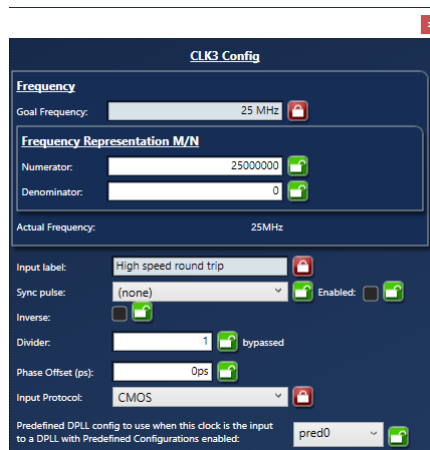 CLK3 Config
Frequency
Goal Frequency: 25 MHz
Frequency Representation M/N
Numerator: 25000000
Denominator: 0
Actual Frequency: 25MHz
Input label: High speed round trip
Sync pulse: (none) Enabled:
Inverse:
Divider: 1 bypassed
Phase Offset (ps): 0ps
Input Protocol: CMOS
Predefined DPLL config to use when this clock is the input
to a DPLL with Predefined Configurations enabled: pred0